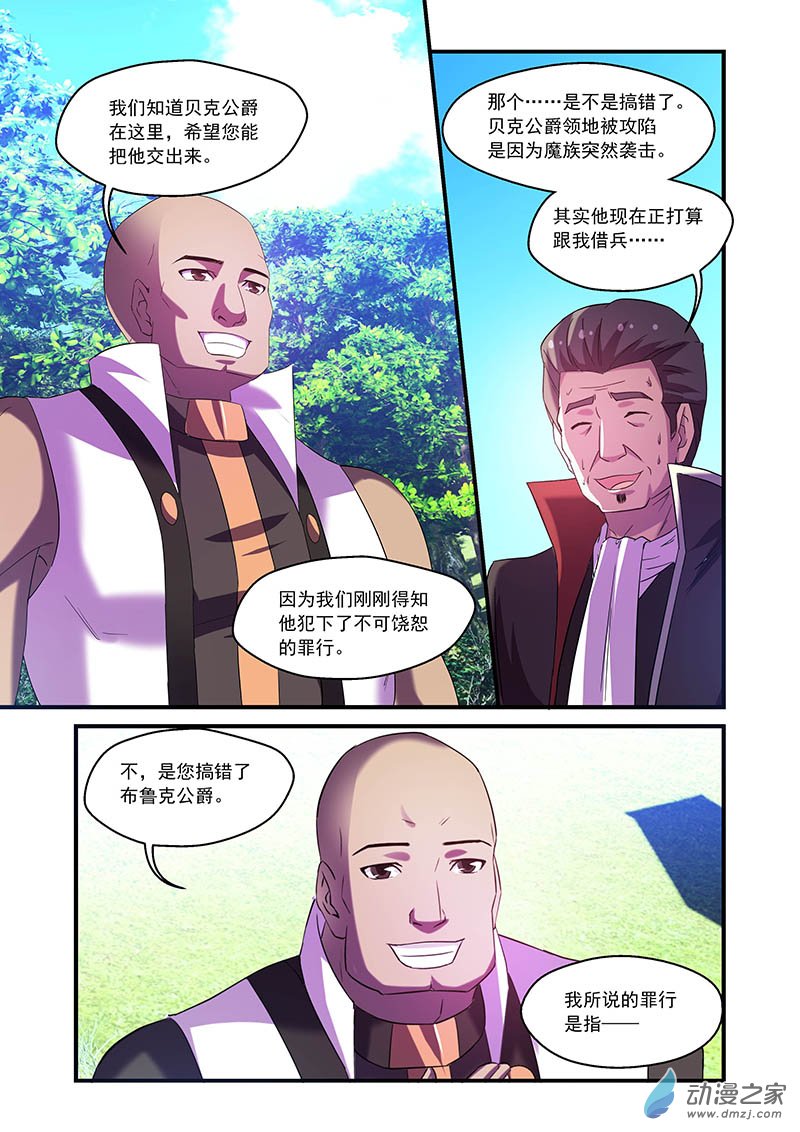 我们知道贝克公爵
在这里，希望您能
把他交出来。
因为我们刚刚得知
他犯下了不可饶恕
的罪行。
那个……是不是搞错了。
贝克公爵领地被攻陷
是因为魔族突然袭击。
其实他现在正打算
跟我借兵……
不，是您搞错了
布鲁克公爵。
我所说的罪行
是指——
动漫之家
www.dmzj.com